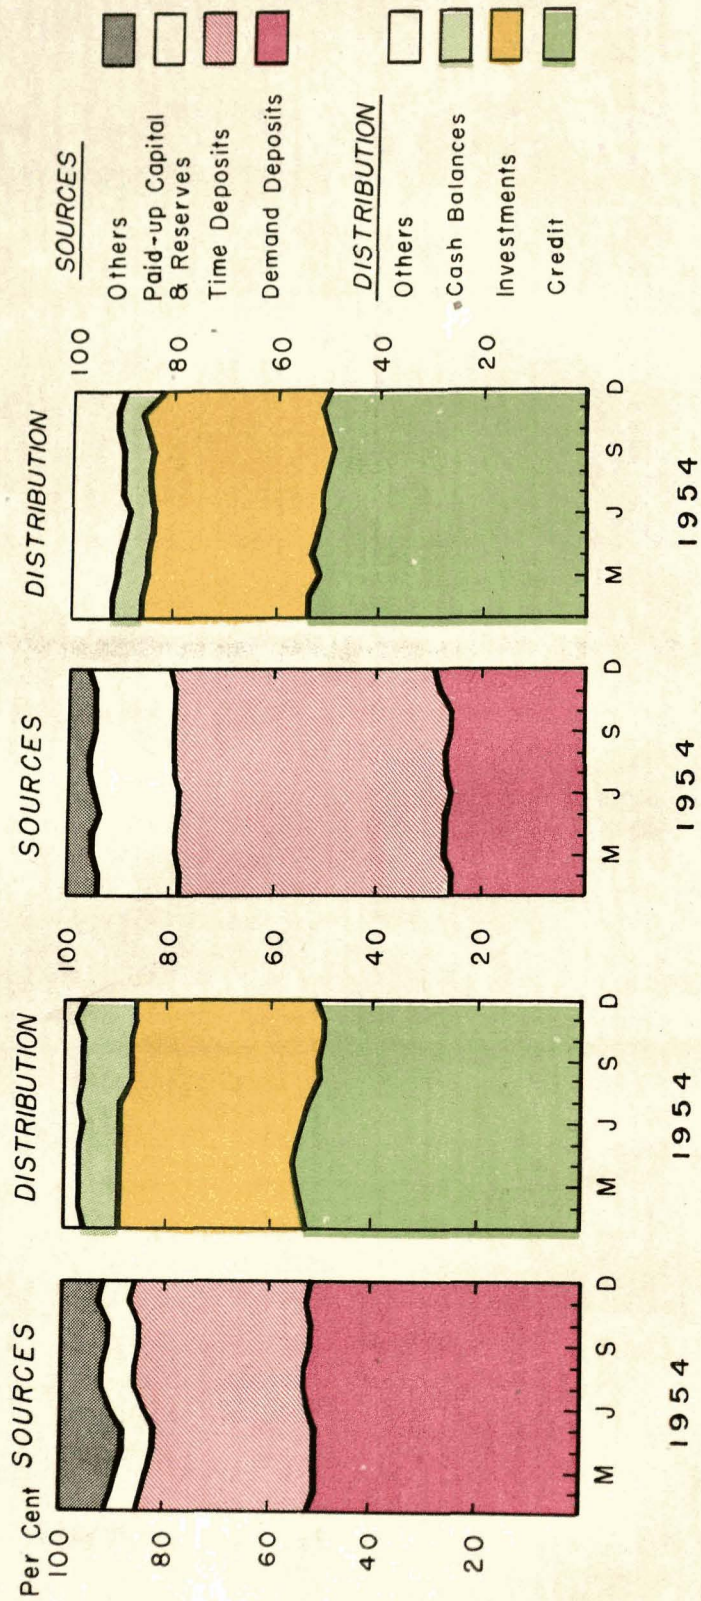 Per Cent SOURCES
DISTRIBUTION
SOURCES
DISTRIBUTION
100
80
60
40
20
M J S D
1954
M J S D
1954
100
80
60
40
20
M J S D
1954
M J S D
1954
100
80
60
40
20
SOURCES
Others
Paid-up Capital
& Reserves
Time Deposits
Demand Deposits
DISTRIBUTION
Others
Cash Balances
Investments
Credit